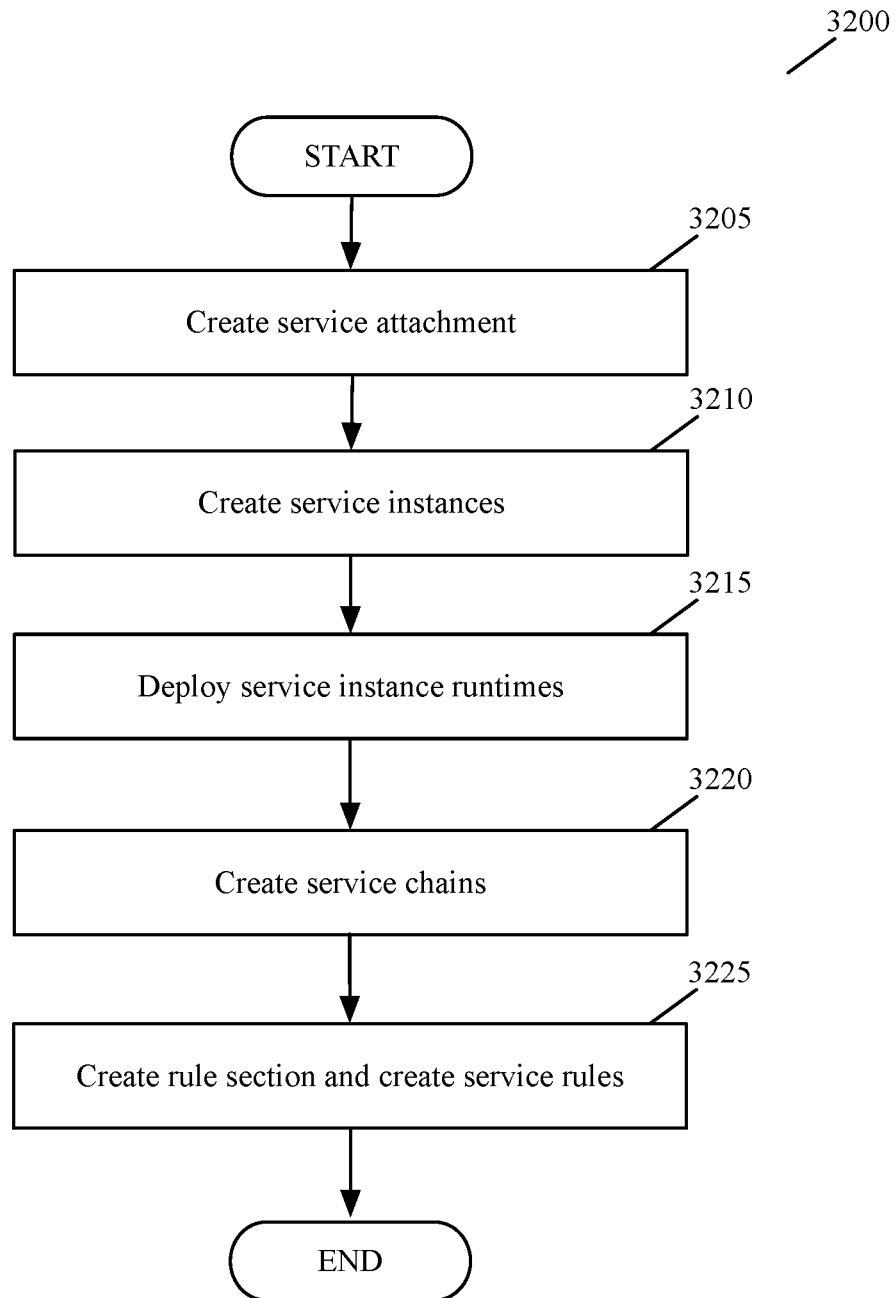 3200
START
3205
Create service attachment
3210
Create service instances
3215
Deploy service instance runtimes
3220
Create service chains
3225
Create rule section and create service rules
END